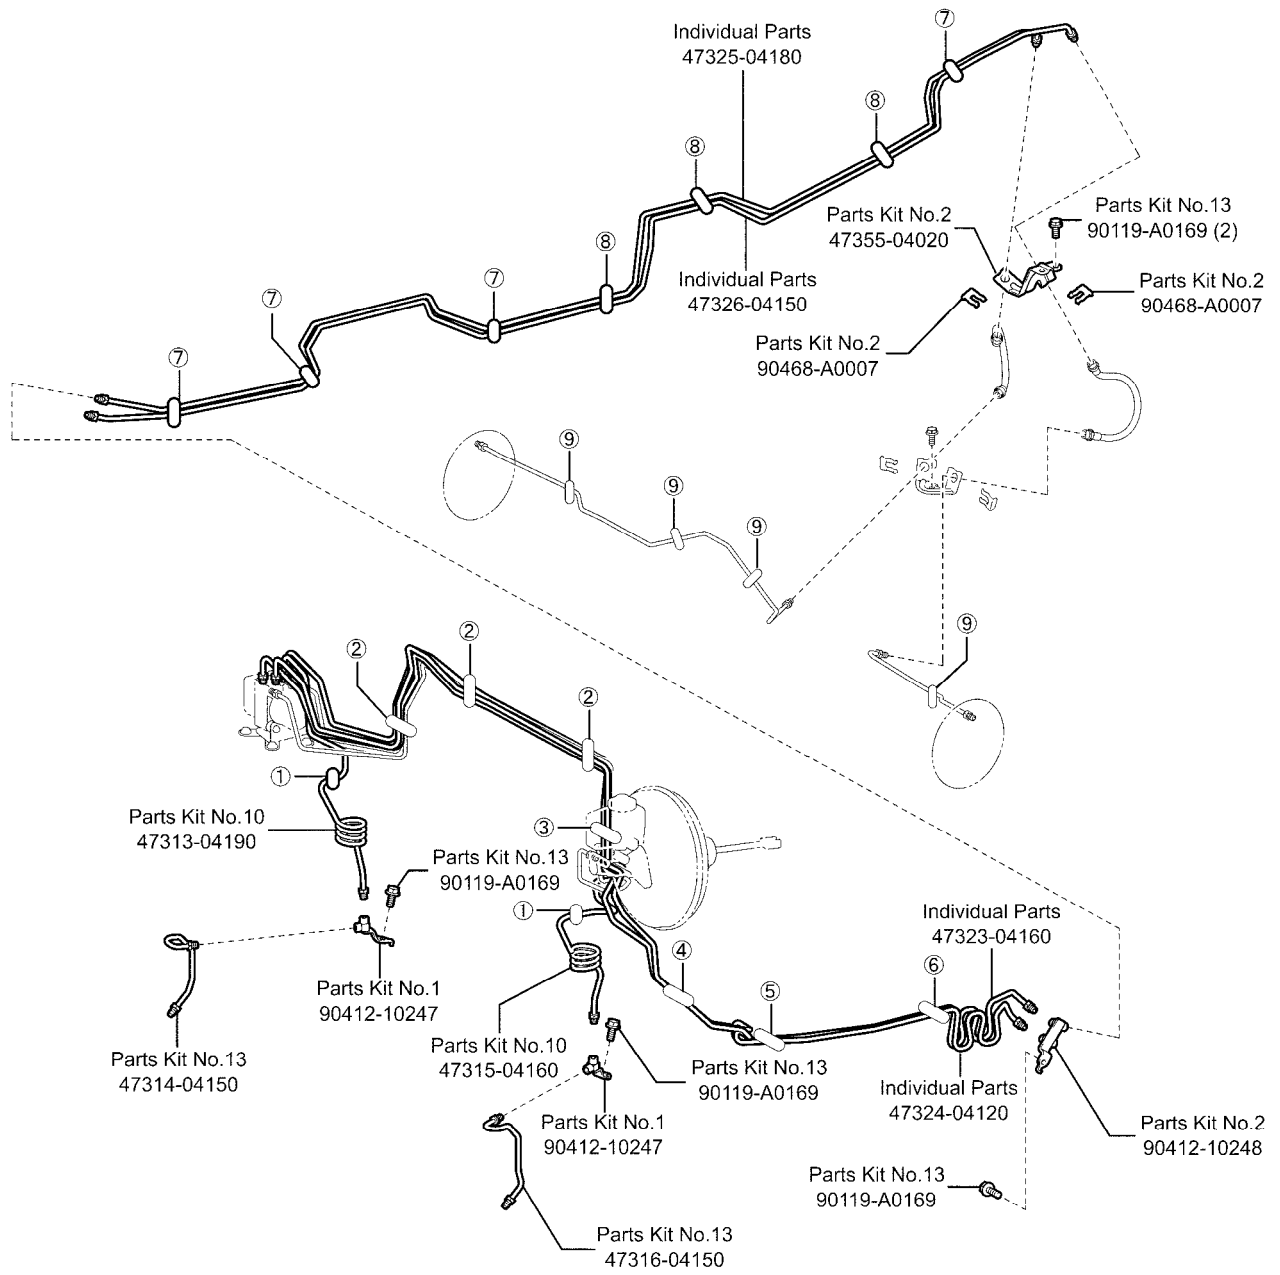 ⑦
Individual Parts
47325-04180
⑧
⑧
Parts Kit No.13
90119-A0169 (2)
Parts Kit No.2
47355-04020
⑧
Individual Parts
47326-04150
Parts Kit No.2
90468-A0007
⑦
⑦
Parts Kit No.2
90468-A0007
⑦
⑨
⑨
⑨
⑨
②
②
②
①
Parts Kit No.10
47313-04190
③
Parts Kit No.13
90119-A0169
①
Individual Parts
47323-04160
④
⑥
⑤
Parts Kit No.1
90412-10247
Parts Kit No.13
47314-04150
Parts Kit No.10
47315-04160
Parts Kit No.13
90119-A0169
Individual Parts
47324-04120
Parts Kit No.1
90412-10247
Parts Kit No.2
90412-10248
Parts Kit No.13
90119-A0169
Parts Kit No.13
47316-04150